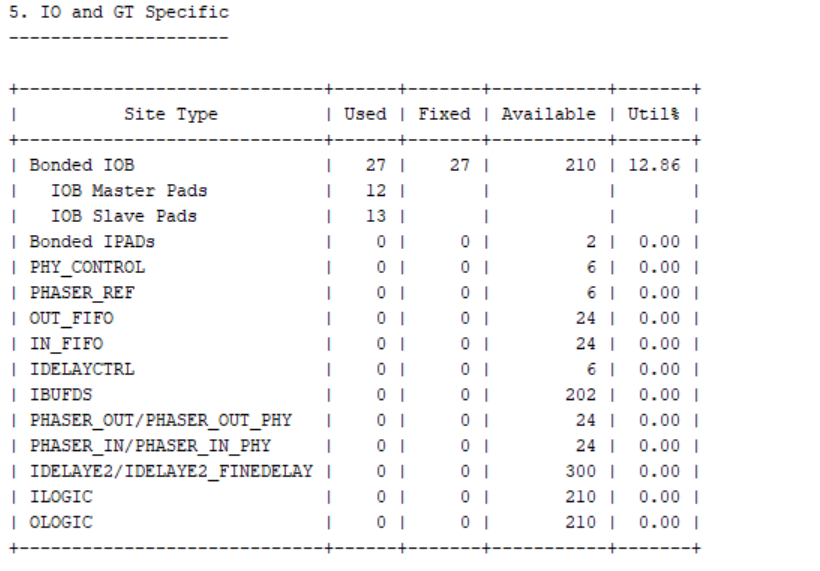 5. IO and GT Specific
---------------------
+-----------------------------+------+-------+-----------+-------+
|          Site Type          | Used | Fixed | Available | Util% |
+-----------------------------+------+-------+-----------+-------+
| Bonded IOB                  |   27 |    27 |       210 | 12.86 |
|   IOB Master Pads           |   12 |       |           |       |
|   IOB Slave Pads            |   13 |       |           |       |
| Bonded IPADs                |    0 |     0 |         2 |  0.00 |
| PHY_CONTROL                 |    0 |     0 |         6 |  0.00 |
| PHASER_REF                  |    0 |     0 |         6 |  0.00 |
| OUT_FIFO                    |    0 |     0 |        24 |  0.00 |
| IN_FIFO                     |    0 |     0 |        24 |  0.00 |
| IDELAYCTRL                  |    0 |     0 |         6 |  0.00 |
| IBUFDS                      |    0 |     0 |       202 |  0.00 |
| PHASER_OUT/PHASER_OUT_PHY   |    0 |     0 |        24 |  0.00 |
| PHASER_IN/PHASER_IN_PHY     |    0 |     0 |        24 |  0.00 |
| IDELAYE2/IDELAYE2_FINEDELAY |    0 |     0 |       300 |  0.00 |
| ILOGIC                      |    0 |     0 |       210 |  0.00 |
| OLOGIC                      |    0 |     0 |       210 |  0.00 |
+-----------------------------+------+-------+-----------+-------+